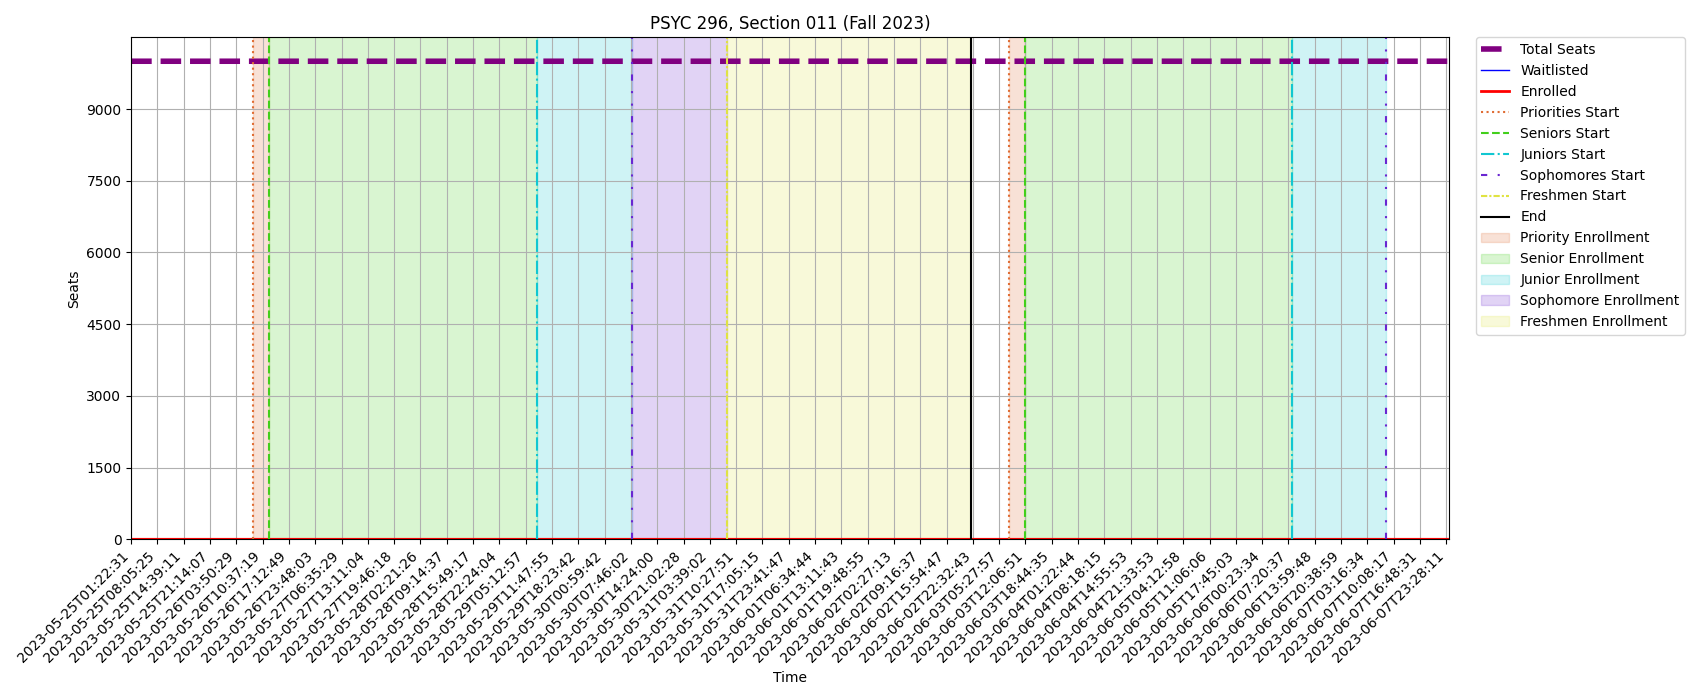 PSYC 296, Section 011 (Fall 2023)
Total Seats
Waitlisted
Enrolled
Priorities Start
Seniors Start
Juniors Start
Sophomores Start
Freshmen Start
End
Priority Enrollment
Senior Enrollment
Junior Enrollment
Sophomore Enrollment
Freshmen Enrollment
Seats
9000
7500
6000
4500
3000
1500
0
2023-05-25T01:22:31
2023-05-25T08:05:25
2023-05-25T14:39:11
2023-05-25T21:14:07
2023-05-26T03:50:29
2023-05-26T10:37:19
2023-05-26T17:12:49
2023-05-26T23:48:03
2023-05-27T06:35:29
2023-05-27T13:11:04
2023-05-27T19:46:18
2023-05-28T02:21:26
2023-05-28T09:14:37
2023-05-28T15:49:17
2023-05-28T22:24:04
2023-05-29T05:12:57
2023-05-29T11:47:55
2023-05-29T18:23:42
2023-05-30T00:59:42
2023-05-30T07:46:02
2023-05-30T14:24:00
2023-05-30T21:02:28
2023-05-31T03:39:02
2023-05-31T10:27:51
2023-05-31T17:05:15
2023-05-31T23:41:47
2023-06-01T06:34:44
2023-06-01T13:11:43
2023-06-01T19:48:55
2023-06-02T02:27:13
2023-06-02T09:16:37
2023-06-02T15:54:47
2023-06-02T22:32:43
2023-06-03T05:27:57
2023-06-03T12:06:51
2023-06-03T18:44:35
2023-06-04T01:22:44
2023-06-04T08:18:15
2023-06-04T14:55:53
2023-06-04T21:33:53
2023-06-05T04:12:58
2023-06-05T11:06:06
2023-06-05T17:45:03
2023-06-06T00:23:34
2023-06-06T07:20:37
2023-06-06T13:59:48
2023-06-06T20:38:59
2023-06-07T03:16:34
2023-06-07T10:08:17
2023-06-07T16:48:31
2023-06-07T23:28:11
Time